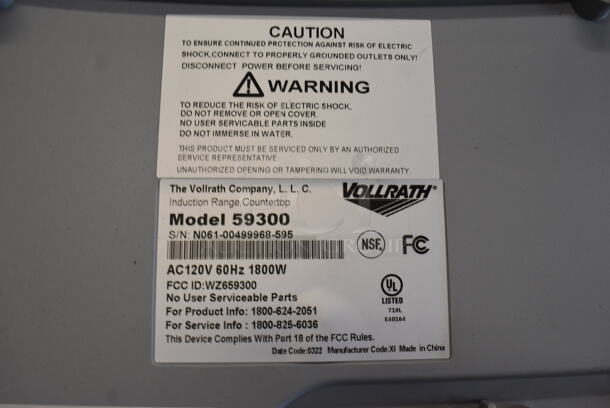 CAUTION
TO ENSURE CONTINUED PROTECTION AGAINST RISK OF ELECTRIC
SHOCK,CONNECT TO PROPERLY GROUNDED OUTLETS ONLY!
DISCONNECT POWER BEFORE SERVICING!
WARNING
TO REDUCE THE RISK OF ELECTRIC SHOCK,
DO NOT REMOVE OR OPEN COVER.
NO USER SERVICABLE PARTS INSIDE
DO NOT IMMERSE IN WATER.
THIS PRODUCT MUST BE SERVICED ONLY BY AN AUTHORIZED
SERVICE REPRESENTATIVE
UNAUTHORIZED OPENING OR TAMPERING WILL VOID WARRANTY
The Vollrath Company, L. L. C.
VOLLRATH®
Induction Range,Countertop
Model 59300
S/N: N061-00499968-595
NSF
FC
AC120V 60Hz 1800W
FCC ID:WZ659300
No User Serviceable Parts
For Product Info: 1800-624-2051
For Service Info : 1800-825-6036
UL
LISTED
718L
E40164
This Device Complies With Part 18 of the FCC Rules.
Date Code:0322 Manufacturer Code:XI Made in China